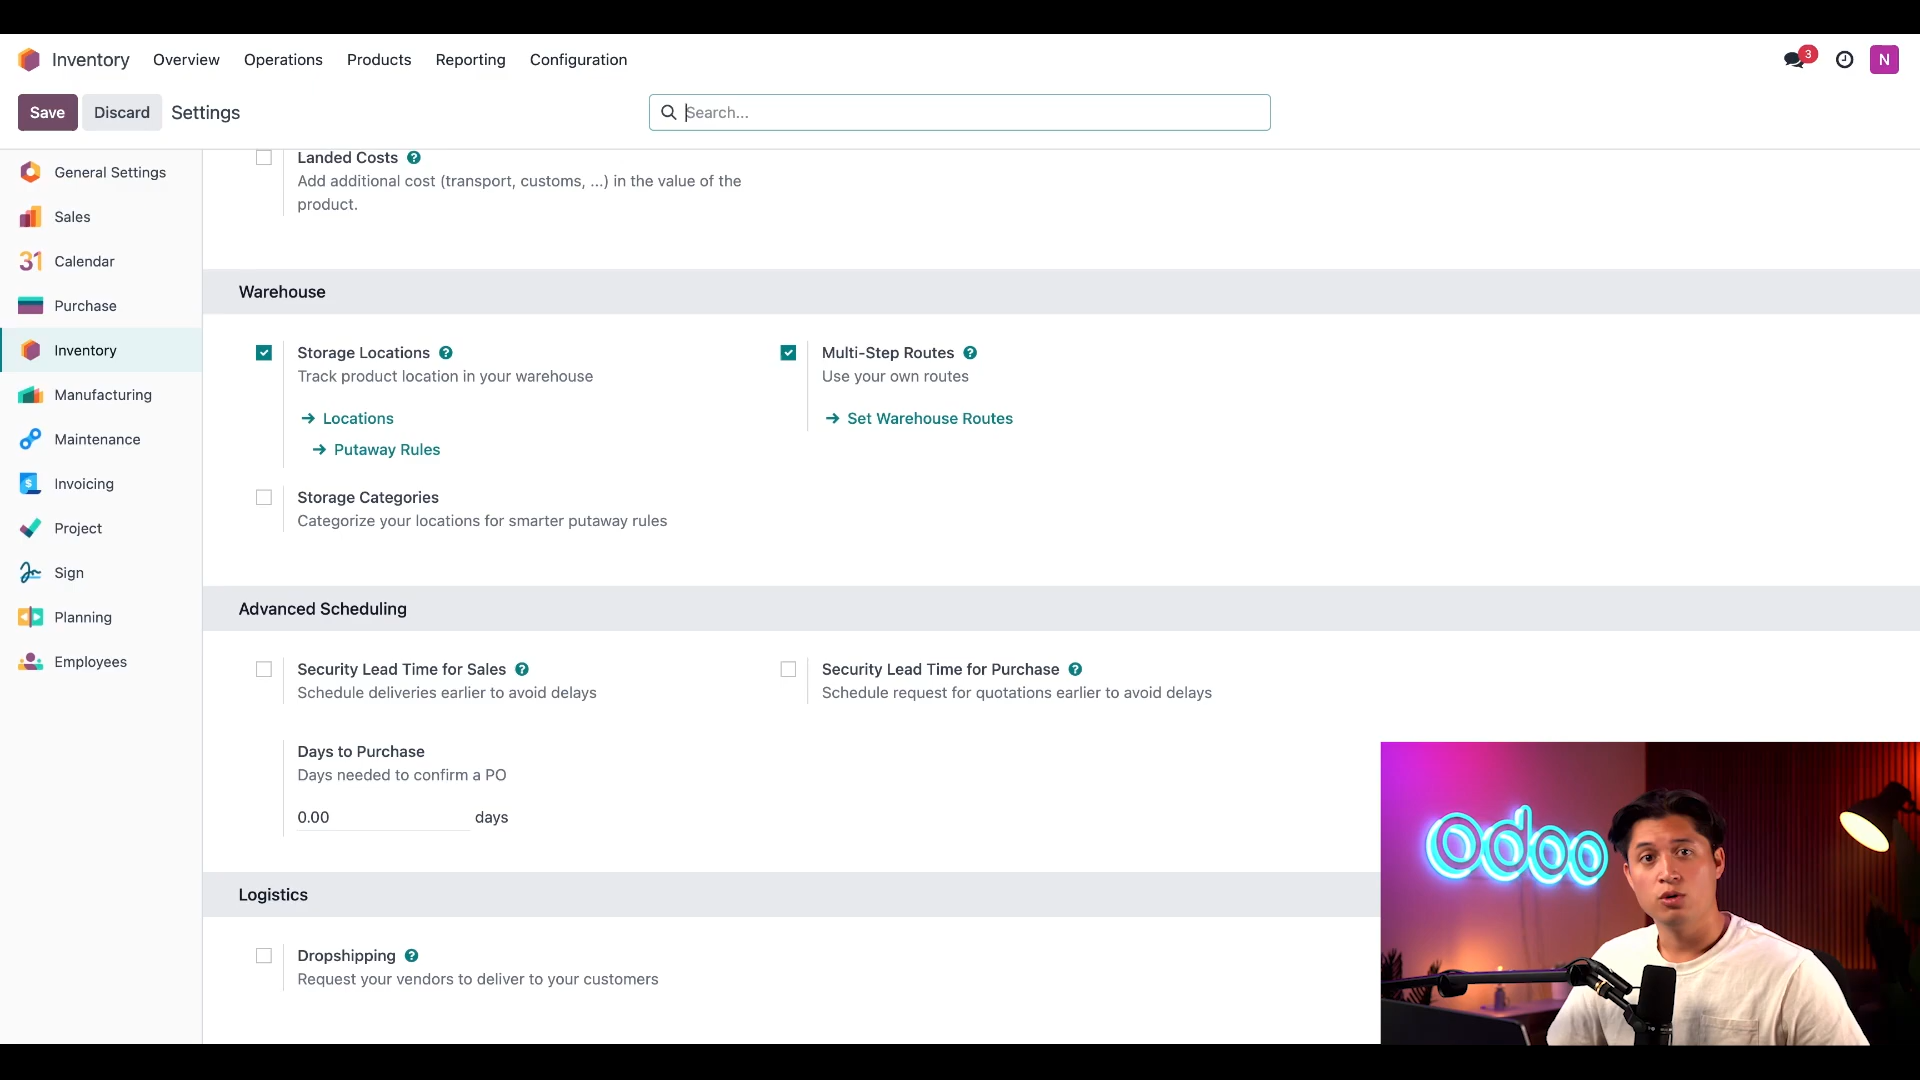 Inventory Overview Operations Products Reporting Configuration 3 N
Save Discard Settings Search...
General Settings
Sales
31 Calendar
Purchase
Inventory
Manufacturing
Maintenance
$ Invoicing
Project
Sign
Planning
Employees
Landed Costs ?
Add additional cost (transport, customs, ...) in the value of the
product.
Warehouse
Storage Locations ?
Track product location in your warehouse
→ Locations
→ Putaway Rules
Multi-Step Routes ?
Use your own routes
→ Set Warehouse Routes
Storage Categories
Categorize your locations for smarter putaway rules
Advanced Scheduling
Security Lead Time for Sales ?
Schedule deliveries earlier to avoid delays
Security Lead Time for Purchase ?
Schedule request for quotations earlier to avoid delays
Days to Purchase
Days needed to confirm a PO
0.00 days
Logistics
Dropshipping ?
Request your vendors to deliver to your customers
odoo